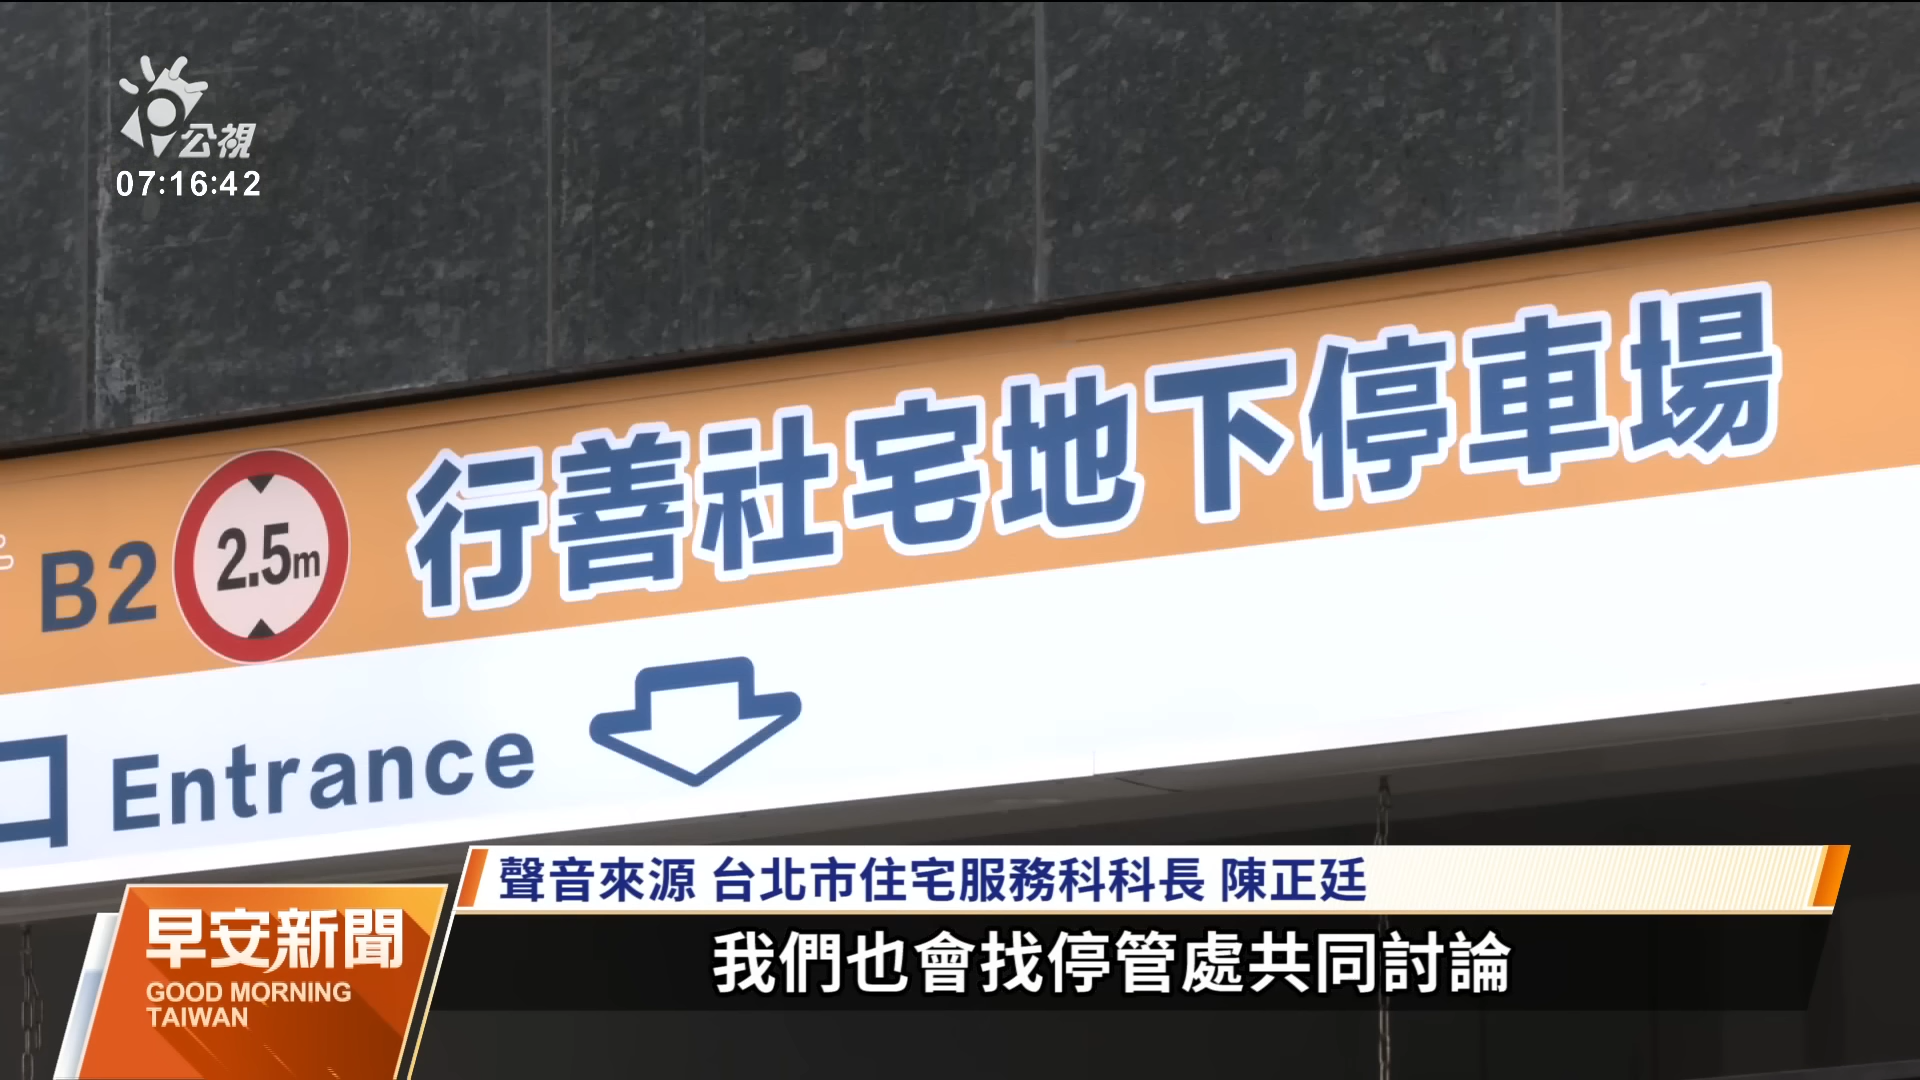 公視
07:16:42
B2
2.5m
行善社宅地下停車場
Entrance
聲音來源 台北市住宅服務科科長 陳正廷
早安新聞
GOOD MORNING
TAIWAN
我們也會找停管處共同討論